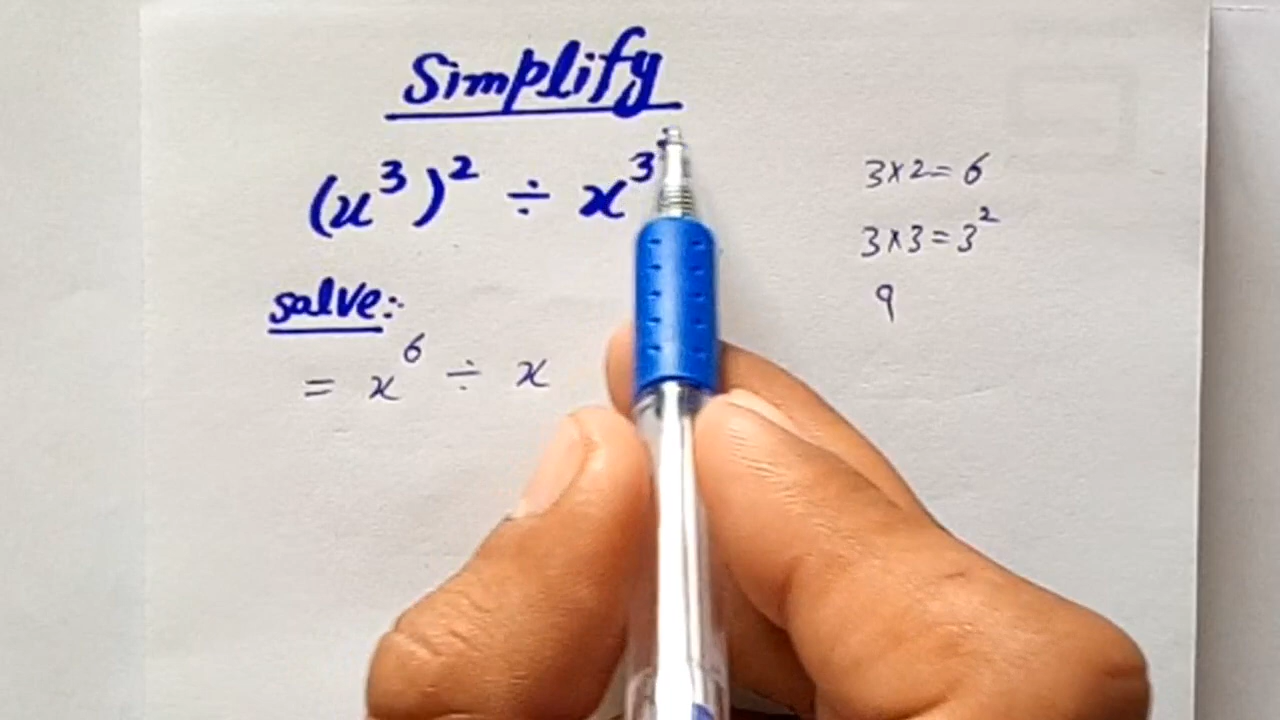 Simplify
(x³)² ÷ x³
3×2=6
3×3=3²
9
salve:-
= x⁶ ÷ x